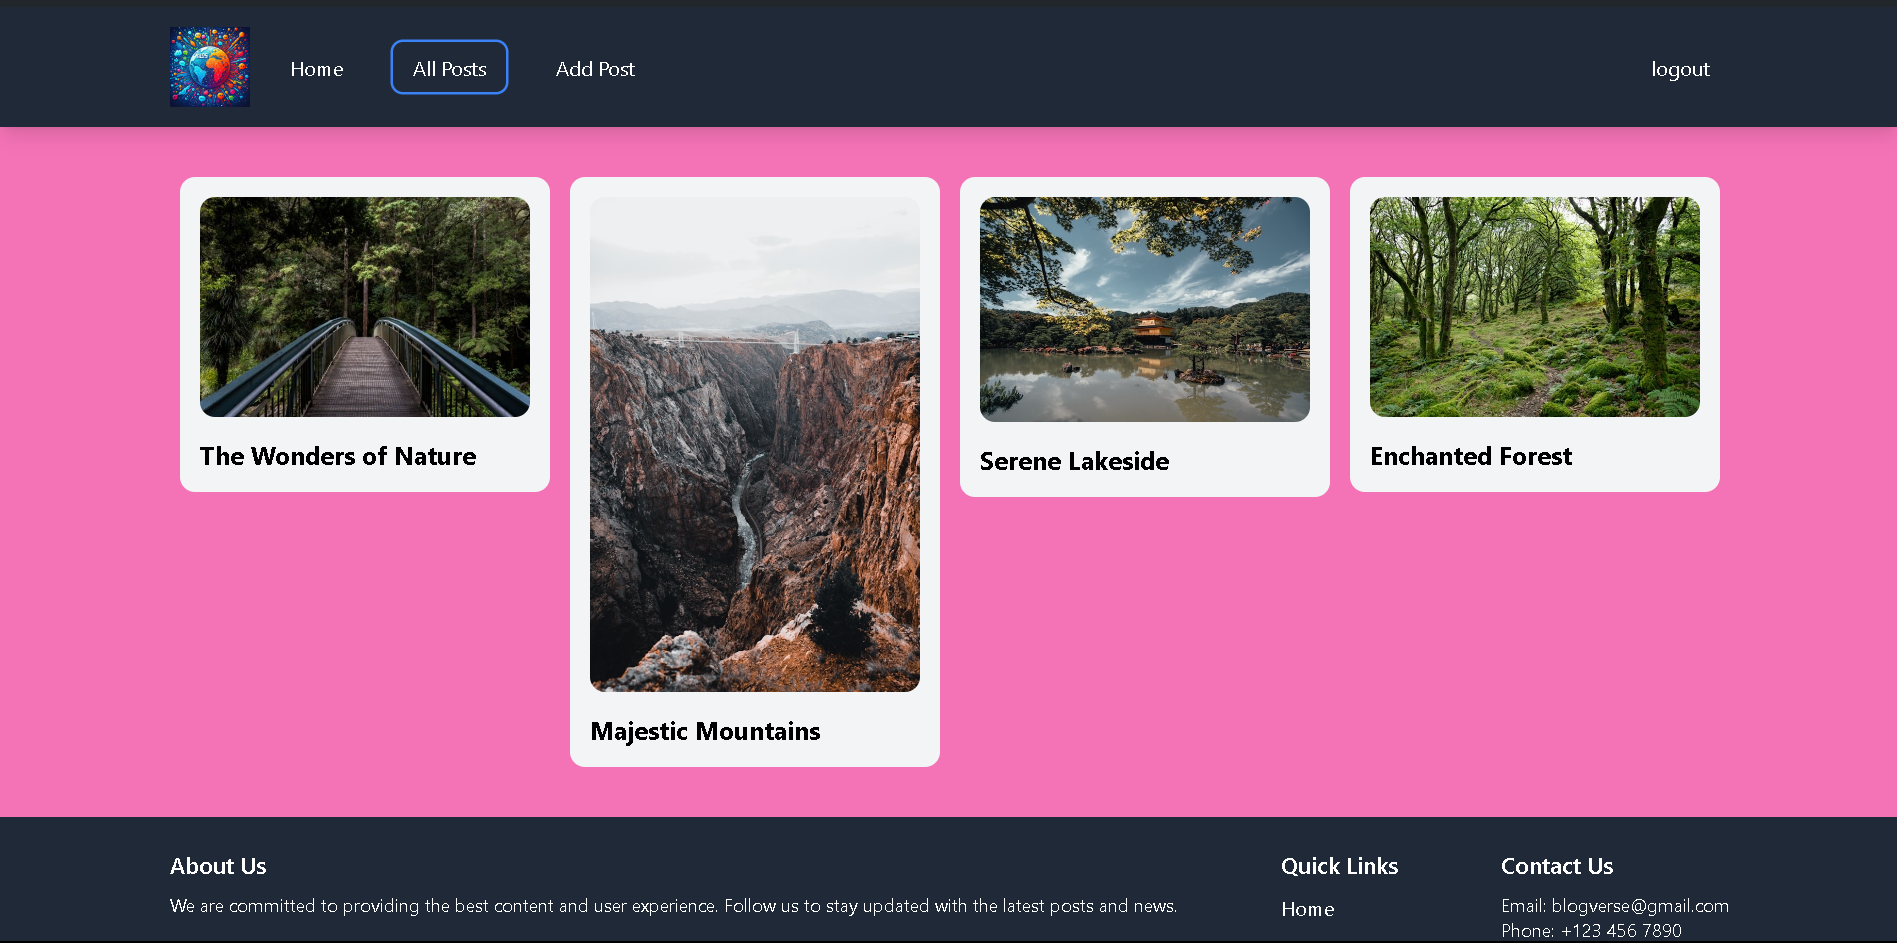 Home
All Posts
Add Post
logout
The Wonders of Nature
Majestic Mountains
Serene Lakeside
Enchanted Forest
About Us
We are committed to providing the best content and user experience. Follow us to stay updated with the latest posts and news.
Quick Links
Home
Contact Us
Email: blogverse@gmail.com
Phone: +123 456 7890